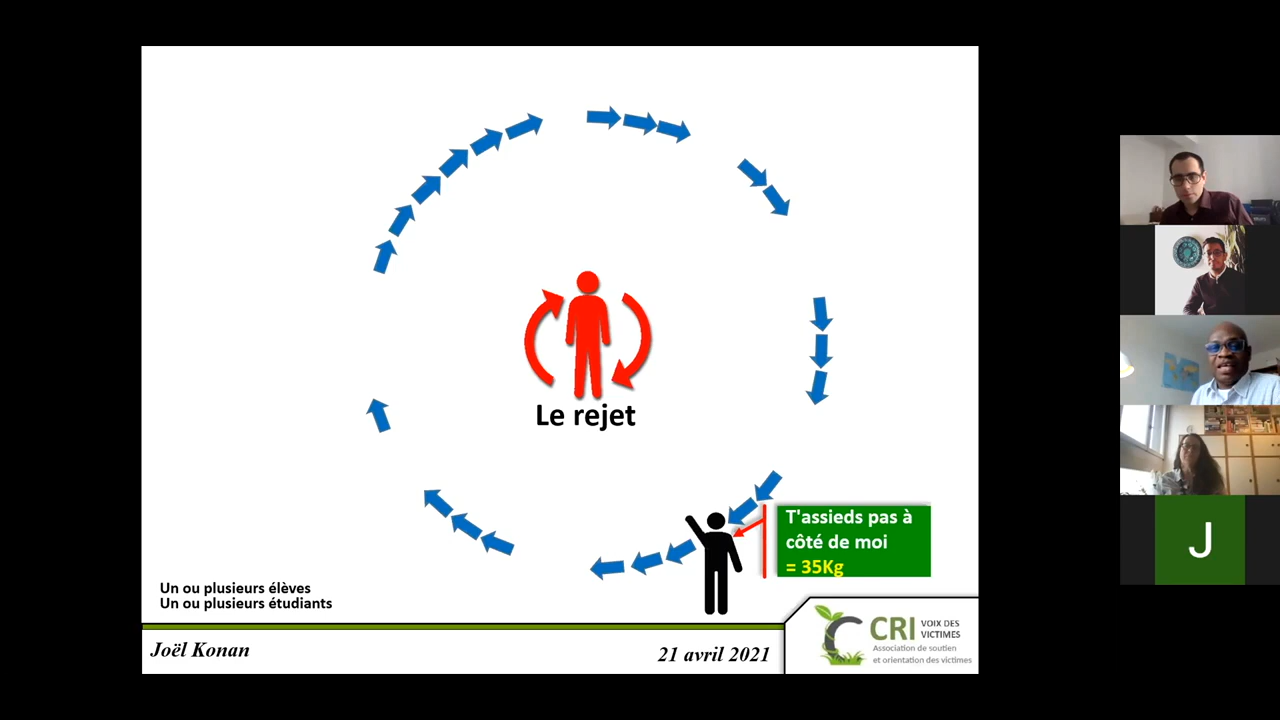 Le rejet
T'assieds pas à
côté de moi
= 35Kg
Un ou plusieurs élèves
Un ou plusieurs étudiants
Joël Konan
21 avril 2021
CRI VOIX DES
VICTIMES
Association de soutien
et orientation des victimes
J